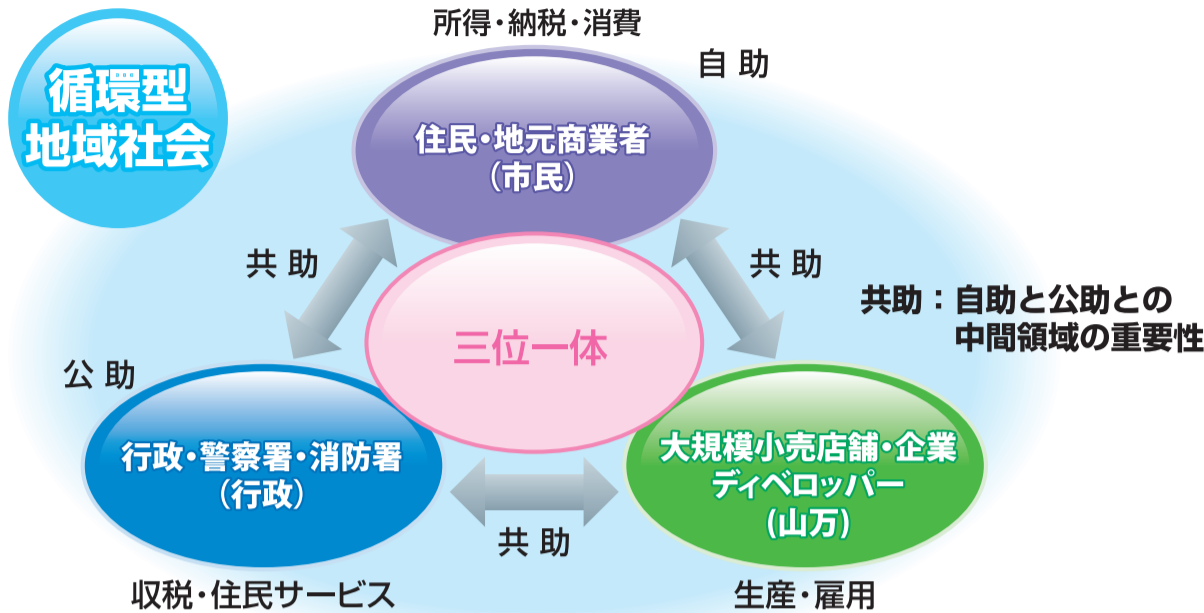 循環型
地域社会
所得・納税・消費
自助
住民・地元商業者
(市民)
共助
共助
共助：自助と公助との
中間領域の重要性
三位一体
公助
行政・警察署・消防署
(行政)
大規模小売店舗・企業
ディベロッパー
(山万)
共助
収税・住民サービス
生産・雇用